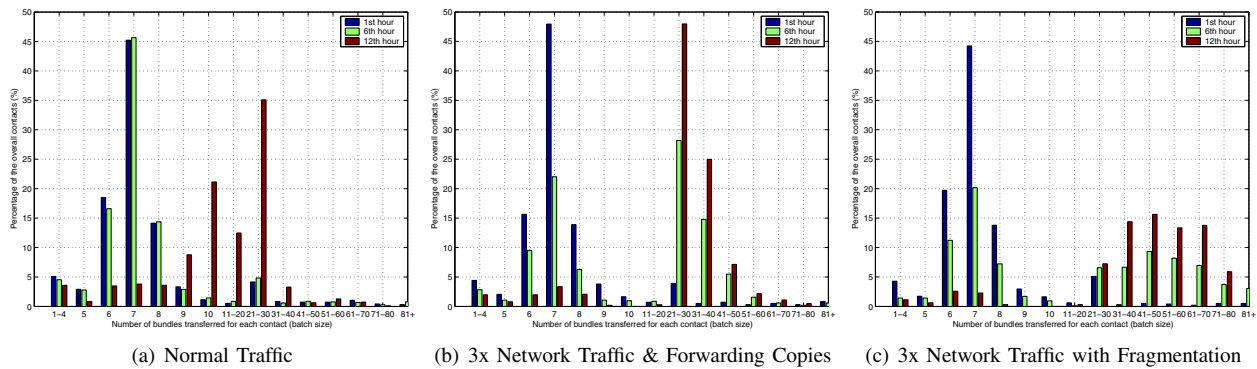 50
45
40
35
30
25
20
15
10
5
0
Percentage of the overall contacts (%)
1st hour
6th hour
12th hour
1−4 5 6 7 8 9 10 11−20 21−30 31−40 41−50 51−60 61−70 71−80 81+
Number of bundles transferred for each contact (batch size)
(a) Normal Traffic
50
45
40
35
30
25
20
15
10
5
0
Percentage of the overall contacts (%)
1st hour
6th hour
12th hour
1−4 5 6 7 8 9 10 11−20 21−30 31−40 41−50 51−60 61−70 71−80 81+
Number of bundles transferred for each contact (batch size)
(b) 3x Network Traffic & Forwarding Copies
50
45
40
35
30
25
20
15
10
5
0
Percentage of the overall contacts (%)
1st hour
6th hour
12th hour
1−4 5 6 7 8 9 10 11−20 21−30 31−40 41−50 51−60 61−70 71−80 81+
Number of bundles transferred for each contact (batch size)
(c) 3x Network Traffic with Fragmentation